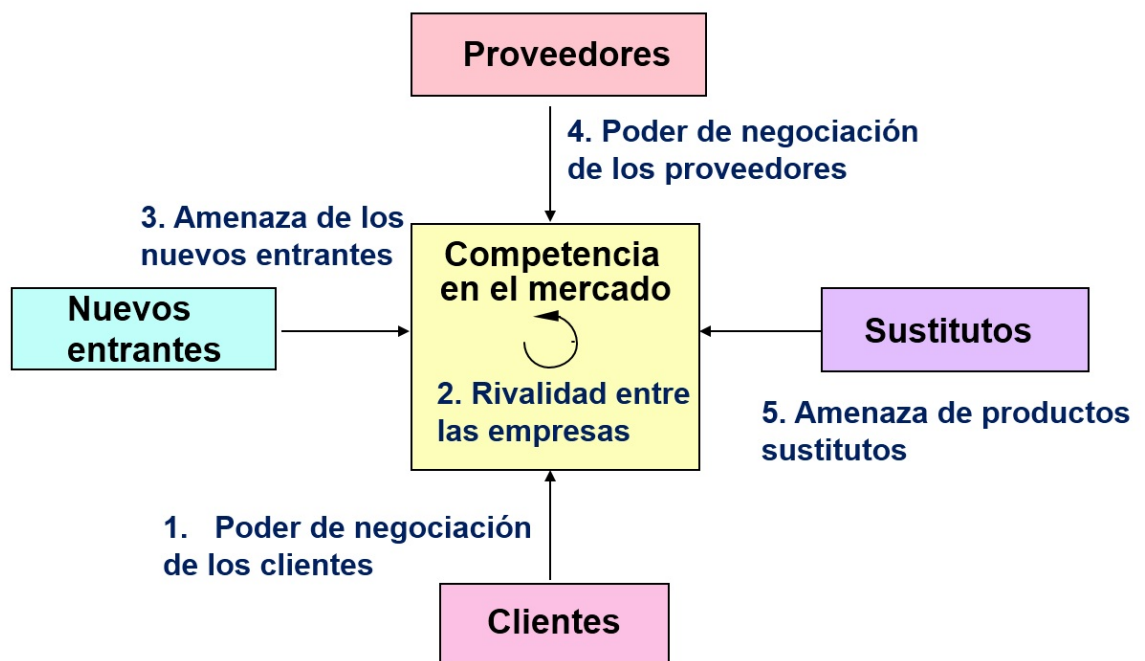 Proveedores
4. Poder de negociación
de los proveedores
3. Amenaza de los
nuevos entrantes
Competencia
en el mercado
Nuevos
entrantes
Sustitutos
2. Rivalidad entre
las empresas
5. Amenaza de productos
sustitutos
1. Poder de negociación
de los clientes
Clientes